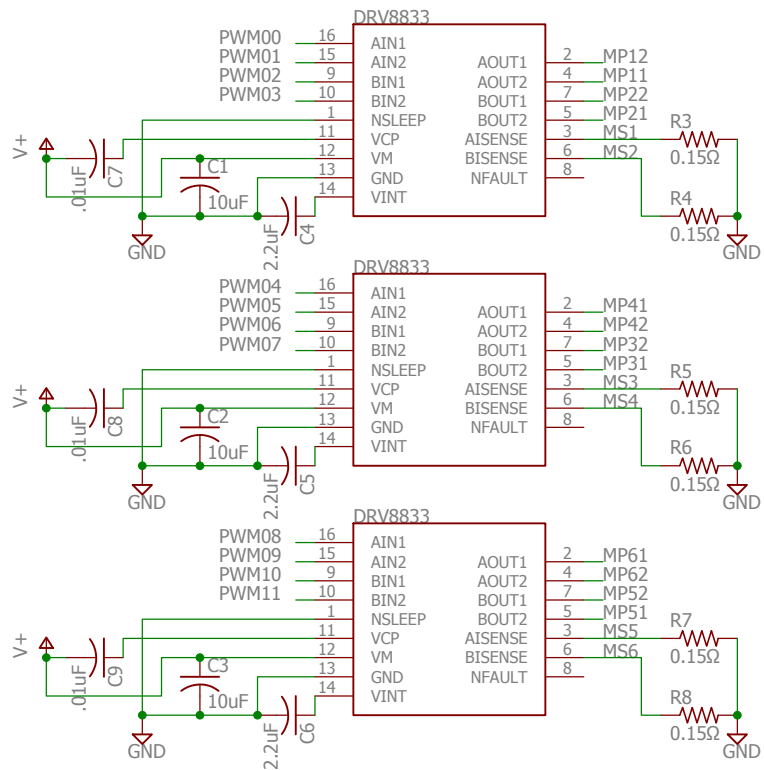 DRV8833
PWM00 16 AIN1
PWM01 15 AIN2 AOUT1 2 MP12
PWM02 9 BIN1 AOUT2 4 MP11
PWM03 10 BIN2 BOUT1 7 MP22
1 NSLEEP BOUT2 5 MP21
V+ 11 VCP AISENSE 3 MS1 R3 0.15Ω
.01uF C7 C1 10uF 12 VM BISENSE 6 MS2
13 GND NFAULT 8
2.2uF C4 14 VINT R4 0.15Ω
GND GND
DRV8833
PWM04 16 AIN1
PWM05 15 AIN2 AOUT1 2 MP41
PWM06 9 BIN1 AOUT2 4 MP42
PWM07 10 BIN2 BOUT1 7 MP32
1 NSLEEP BOUT2 5 MP31
V+ 11 VCP AISENSE 3 MS3 R5 0.15Ω
.01uF C8 C2 10uF 12 VM BISENSE 6 MS4
13 GND NFAULT 8
2.2uF C5 14 VINT R6 0.15Ω
GND GND
DRV8833
PWM08 16 AIN1
PWM09 15 AIN2 AOUT1 2 MP61
PWM10 9 BIN1 AOUT2 4 MP62
PWM11 10 BIN2 BOUT1 7 MP52
1 NSLEEP BOUT2 5 MP51
V+ 11 VCP AISENSE 3 MS5 R7 0.15Ω
.01uF C9 C3 10uF 12 VM BISENSE 6 MS6
13 GND NFAULT 8
2.2uF C6 14 VINT R8 0.15Ω
GND GND